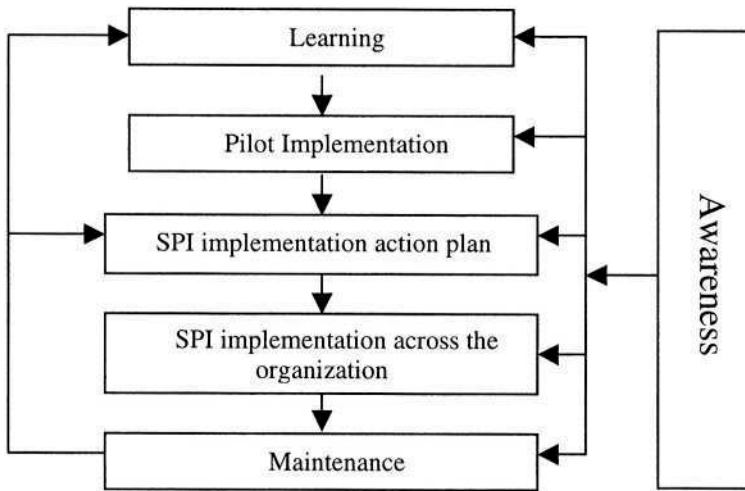 Learning
Pilot Implementation
SPI implementation action plan
SPI implementation across the
organization
Maintenance
Awareness